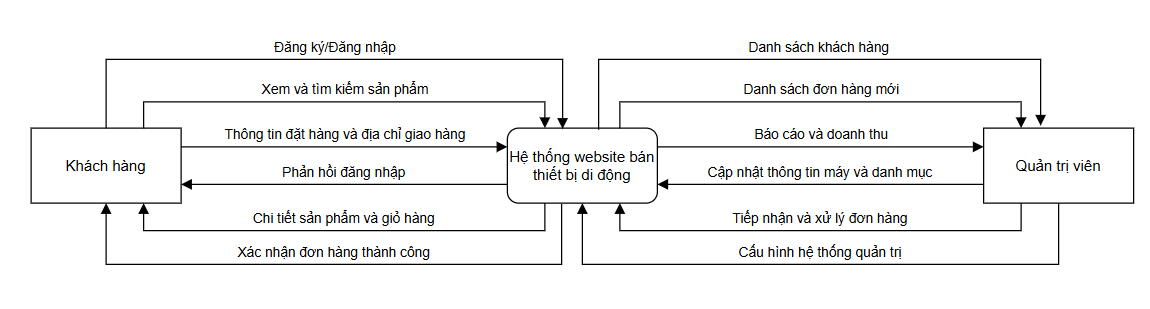 Đăng ký/Đăng nhập
Danh sách khách hàng
Xem và tìm kiếm sản phẩm
Danh sách đơn hàng mới
Thông tin đặt hàng và địa chỉ giao hàng
Báo cáo và doanh thu
Khách hàng
Hệ thống website bán
thiết bị di động
Quản trị viên
Phản hồi đăng nhập
Cập nhật thông tin máy và danh mục
Chi tiết sản phẩm và giỏ hàng
Tiếp nhận và xử lý đơn hàng
Xác nhận đơn hàng thành công
Cấu hình hệ thống quản trị